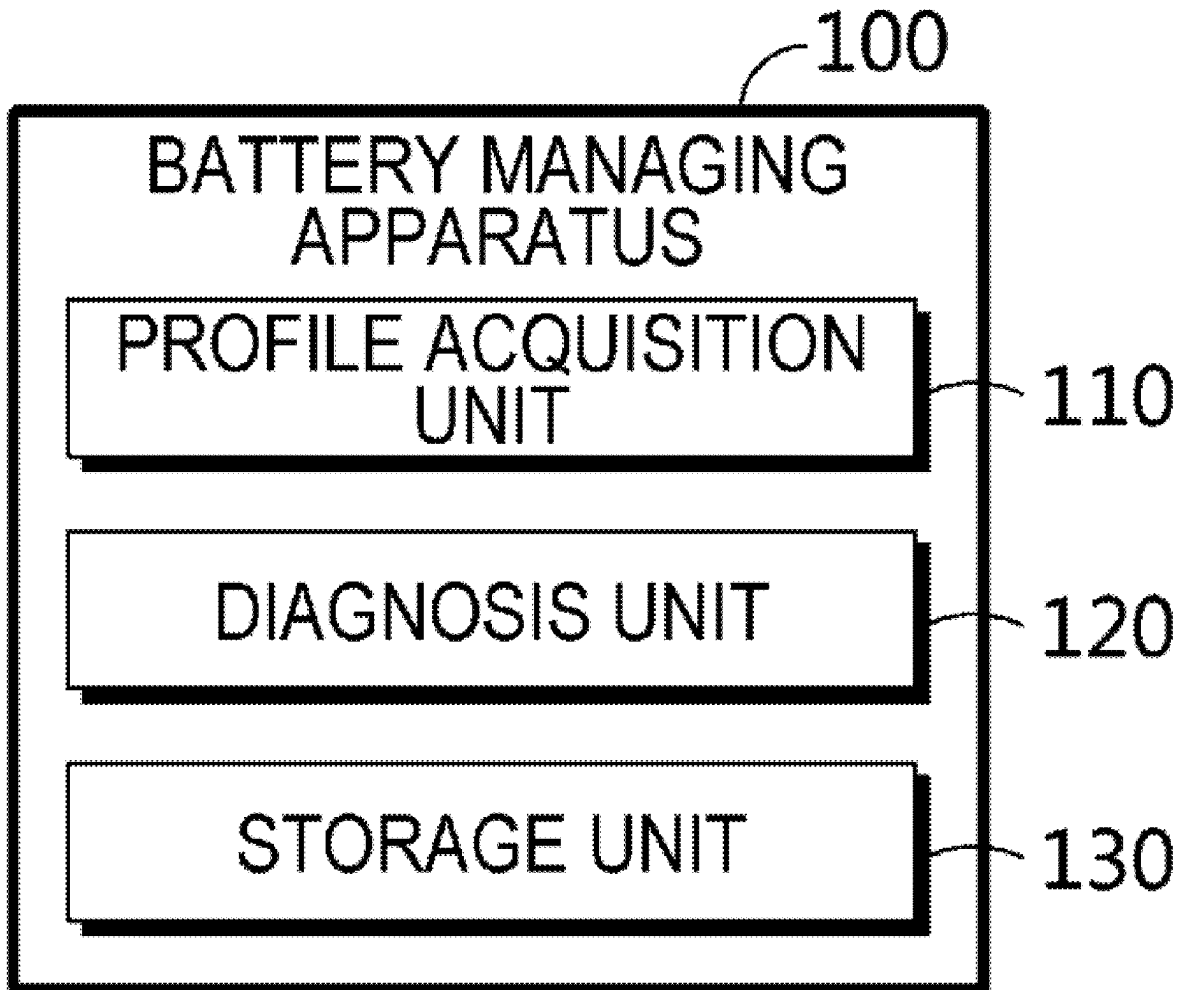 100
BATTERY MANAGING
APPARATUS
PROFILE ACQUISITION
UNIT
110
DIAGNOSIS UNIT
120
STORAGE UNIT
130